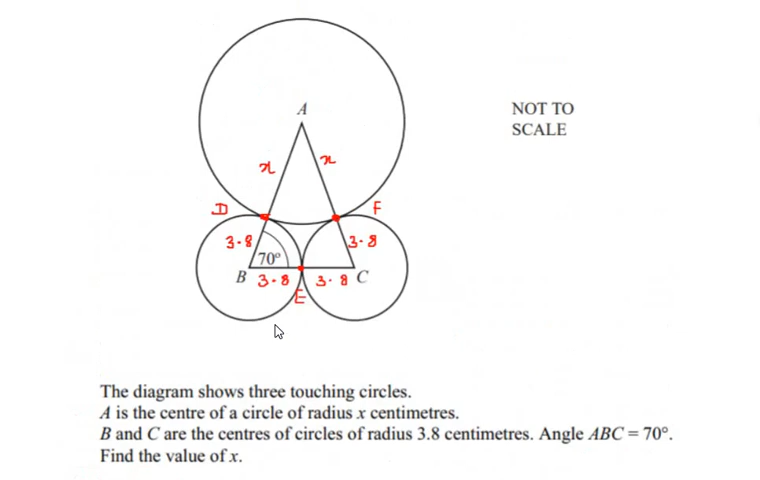 A
NOT TO
SCALE
x x
D F
3.8 3.8
70°
B 3.8 3.8 C
E
The diagram shows three touching circles.
A is the centre of a circle of radius x centimetres.
B and C are the centres of circles of radius 3.8 centimetres. Angle ABC = 70°.
Find the value of x.